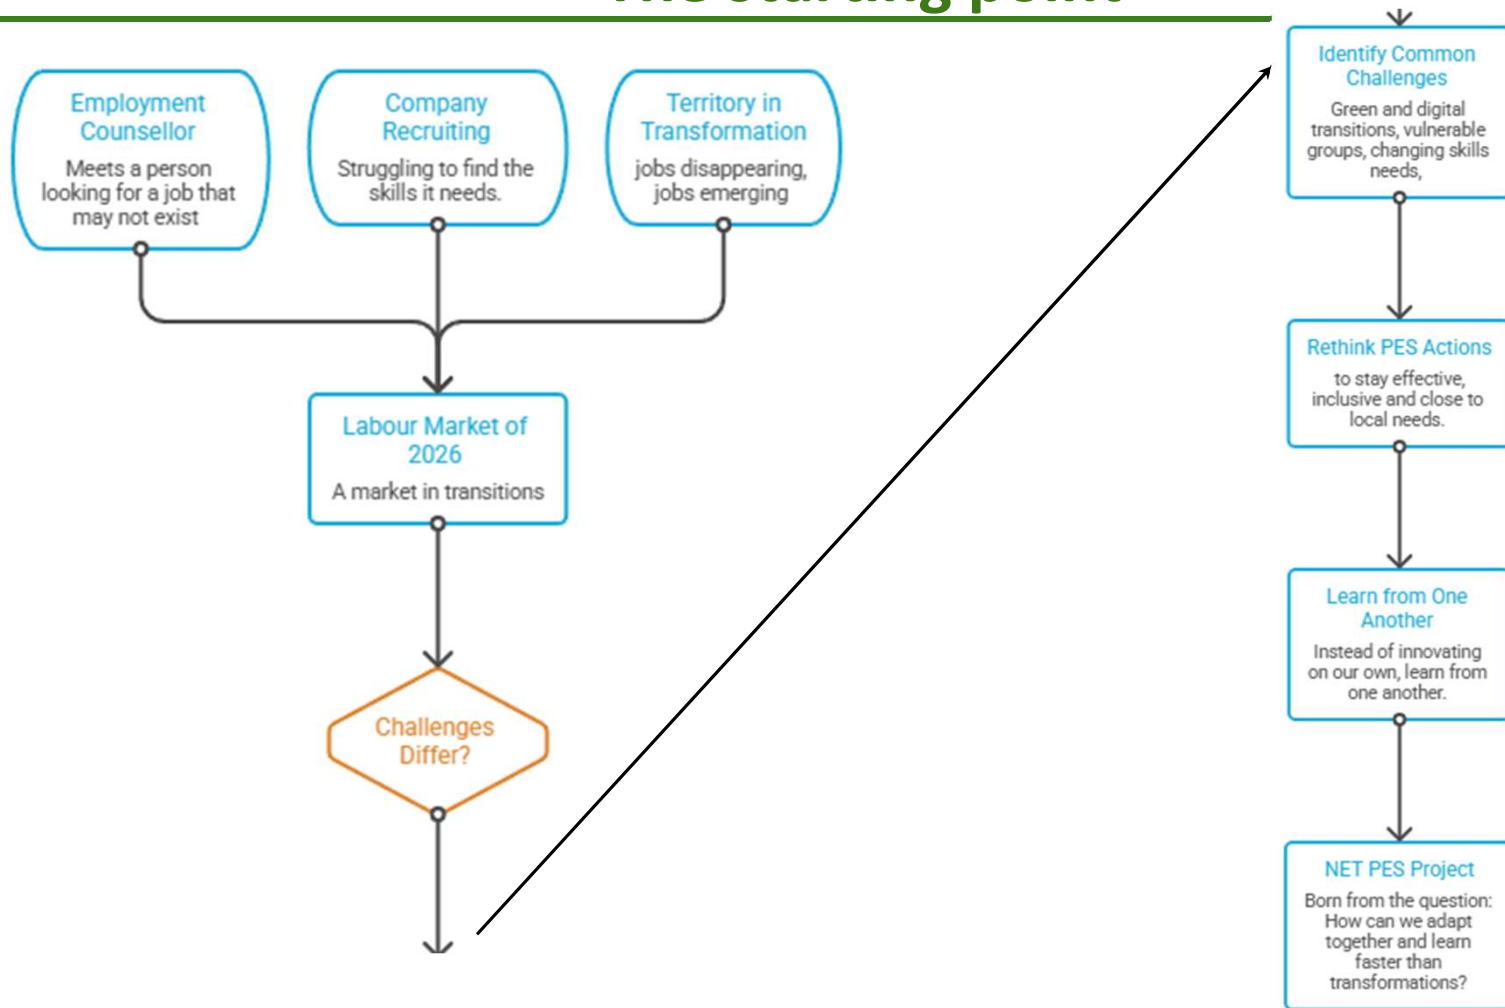 The starting point
Employment
Counsellor
Meets a person
looking for a job that
may not exist
Company
Recruiting
Struggling to find the
skills it needs.
Territory in
Transformation
jobs disappearing,
jobs emerging
Labour Market of
2026
A market in transitions
Challenges
Differ?
Identify Common
Challenges
Green and digital
transitions, vulnerable
groups, changing skills
needs,
Rethink PES Actions
to stay effective,
inclusive and close to
local needs.
Learn from One
Another
Instead of innovating
on our own, learn from
one another.
NET PES Project
Born from the question:
How can we adapt
together and learn
faster than
transformations?